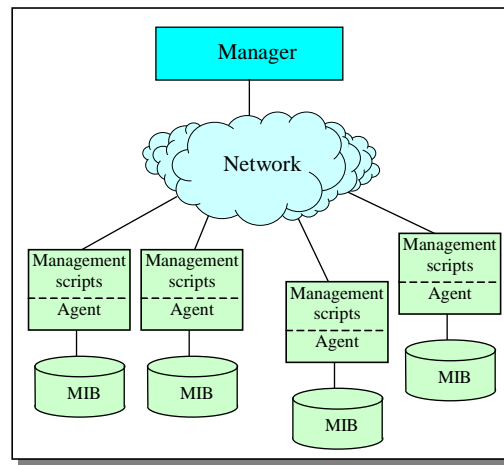 Manager
Network
Management
scripts
Agent
MIB
Management
scripts
Agent
MIB
Management
scripts
Agent
MIB
Management
scripts
Agent
MIB